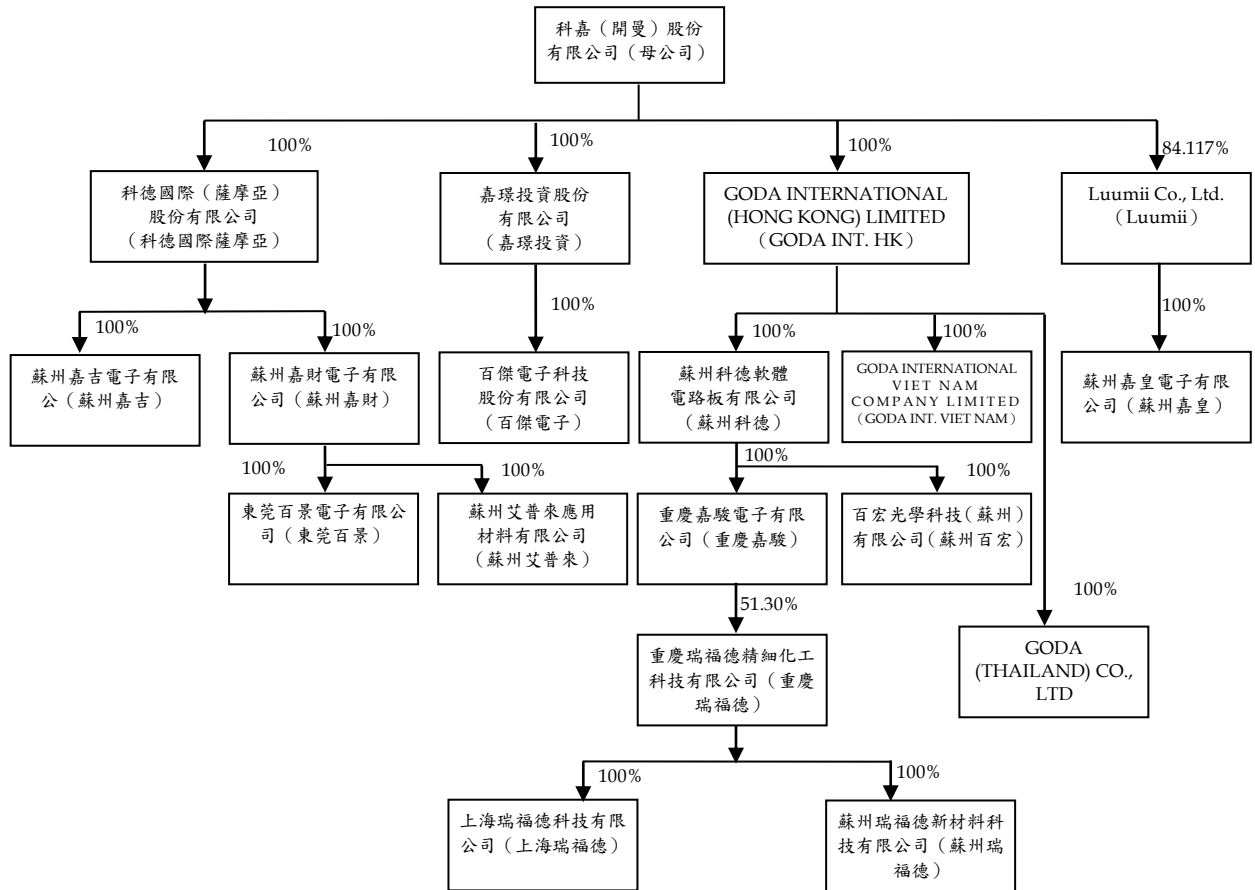 科嘉（開曼）股份
有限公司（母公司）
100%
100%
100%
84.117%
科德國際（薩摩亞）
股份有限公司
（科德國際薩摩亞）
嘉璟投資股份
有限公司
（嘉璟投資）
GODA INTERNATIONAL
(HONG KONG) LIMITED
（GODA INT. HK）
Luumii Co., Ltd.
（Luumii）
100%
100%
100%
100%
100%
100%
蘇州嘉吉電子有限
公（蘇州嘉吉）
蘇州嘉財電子有限
公司（蘇州嘉財）
百傑電子科技
股份有限公司
（百傑電子）
蘇州科德軟體
電路板有限公司
（蘇州科德）
GODA INTERNATIONAL
VIET NAM
COMPANY LIMITED
（GODA INT. VIET NAM）
蘇州嘉皇電子有限
公司（蘇州嘉皇）
100%
100%
100%
100%
東莞百景電子有限公
司（東莞百景）
蘇州艾普來應用
材料有限公司
（蘇州艾普來）
重慶嘉駿電子有限
公司（重慶嘉駿）
百宏光學科技(蘇州)
有限公司(蘇州百宏)
51.30%
100%
重慶瑞福德精細化工
科技有限公司（重慶
瑞福德）
GODA
(THAILAND) CO.,
LTD
100%
100%
上海瑞福德科技有限
公司（上海瑞福德）
蘇州瑞福德新材料科
技有限公司（蘇州瑞
福德）